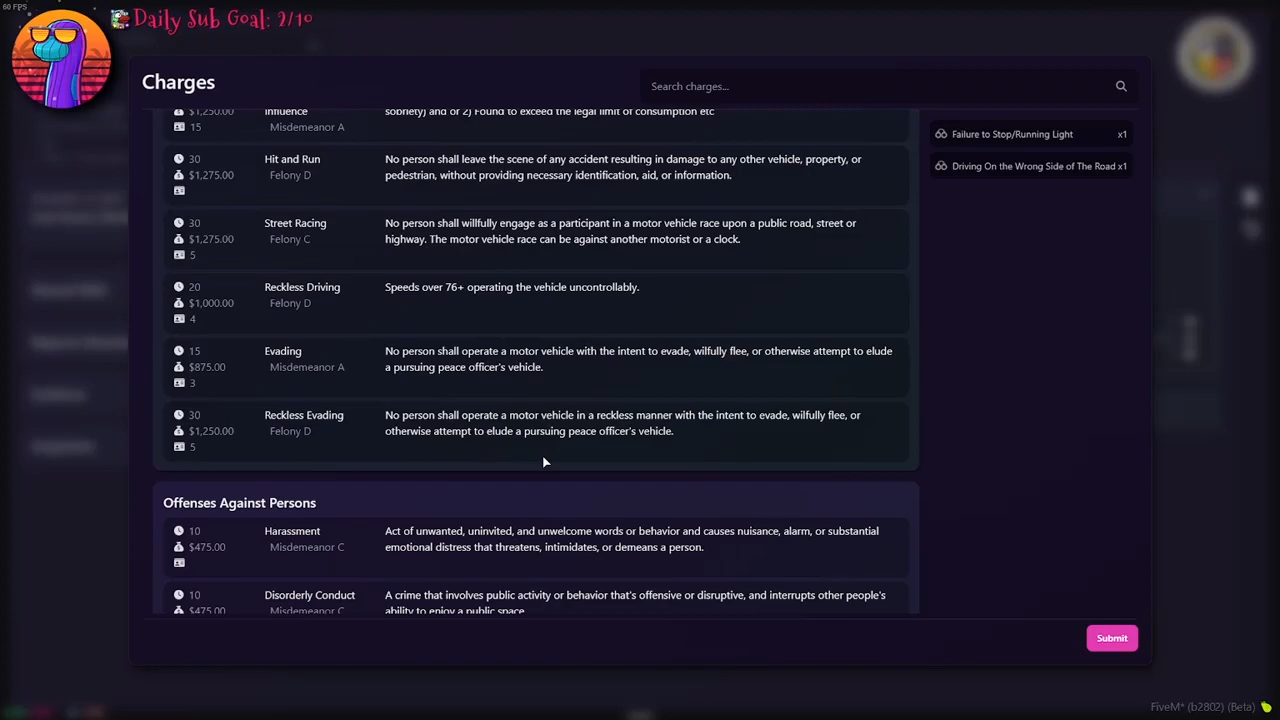 60 FPS
Daily Sub Goal: 2/10
Charges
Search charges...
$1,250.00
Influence
sobriety) and or 2) Found to exceed the legal limit of consumption etc
15
Misdemeanor A
30
Hit and Run
No person shall leave the scene of any accident resulting in damage to any other vehicle, property, or
$1,275.00
Felony D
pedestrian, without providing necessary identification, aid, or information.
30
Street Racing
No person shall willfully engage as a participant in a motor vehicle race upon a public road, street or
$1,275.00
Felony C
highway. The motor vehicle race can be against another motorist or a clock.
5
20
Reckless Driving
Speeds over 76+ operating the vehicle uncontrollably.
$1,000.00
Felony D
4
15
Evading
No person shall operate a motor vehicle with the intent to evade, wilfully flee, or otherwise attempt to elude
$875.00
Misdemeanor A
a pursuing peace officer's vehicle.
3
30
Reckless Evading
No person shall operate a motor vehicle in a reckless manner with the intent to evade, wilfully flee, or
$1,250.00
Felony D
otherwise attempt to elude a pursuing peace officer's vehicle.
5
Offenses Against Persons
10
Harassment
Act of unwanted, uninvited, and unwelcome words or behavior and causes nuisance, alarm, or substantial
$475.00
Misdemeanor C
emotional distress that threatens, intimidates, or demeans a person.
10
Disorderly Conduct
A crime that involves public activity or behavior that's offensive or disruptive, and interrupts other people's
$475.00
Misdemeanor C
ability to enjoy a public space
Failure to Stop/Running Light x1
Driving On the Wrong Side of The Road x1
Submit
FiveM* (b2802) (Beta)